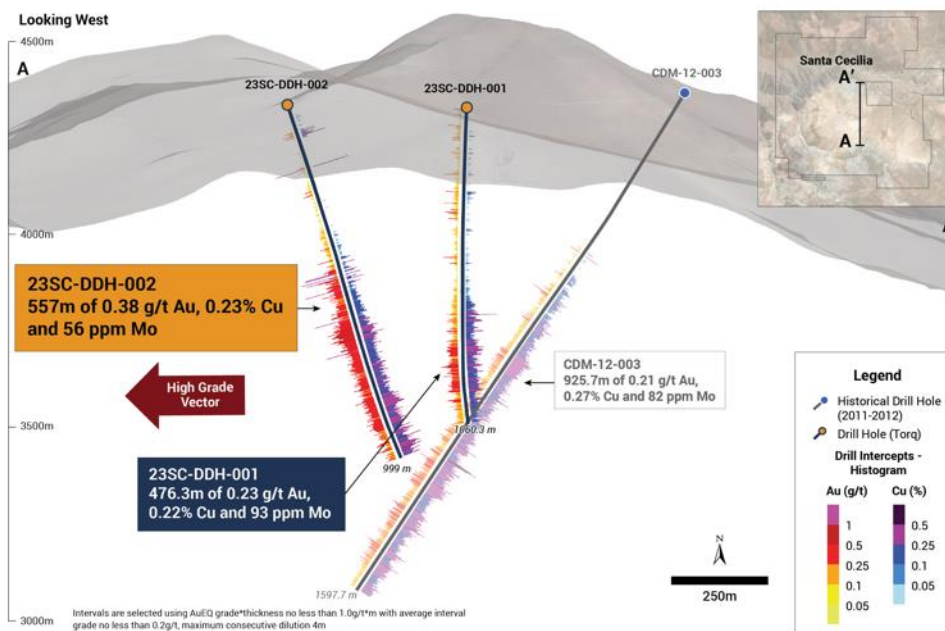 Looking West
4500m
A
Santa Cecilia
A'
A
23SC-DDH-002
23SC-DDH-001
CDM-12-003
4000m
23SC-DDH-002
557m of 0.38 g/t Au, 0.23% Cu
and 56 ppm Mo
High Grade
Vector
CDM-12-003
925.7m of 0.21 g/t Au,
0.27% Cu and 82 ppm Mo
3500m
1060.3 m
999 m
23SC-DDH-001
476.3m of 0.23 g/t Au,
0.22% Cu and 93 ppm Mo
1597.7 m
3000m
Intervals are selected using AuEQ grade*thickness no less than 1.0g/t*m with average interval
grade no less than 0.2g/t, maximum consecutive dilution 4m
N
250m
Legend
Historical Drill Hole
(2011-2012)
Drill Hole (Torq)
Drill Intercepts -
Histogram
Au (g/t)
Cu (%)
1
0.5
0.25
0.1
0.05
0.5
0.25
0.1
0.05